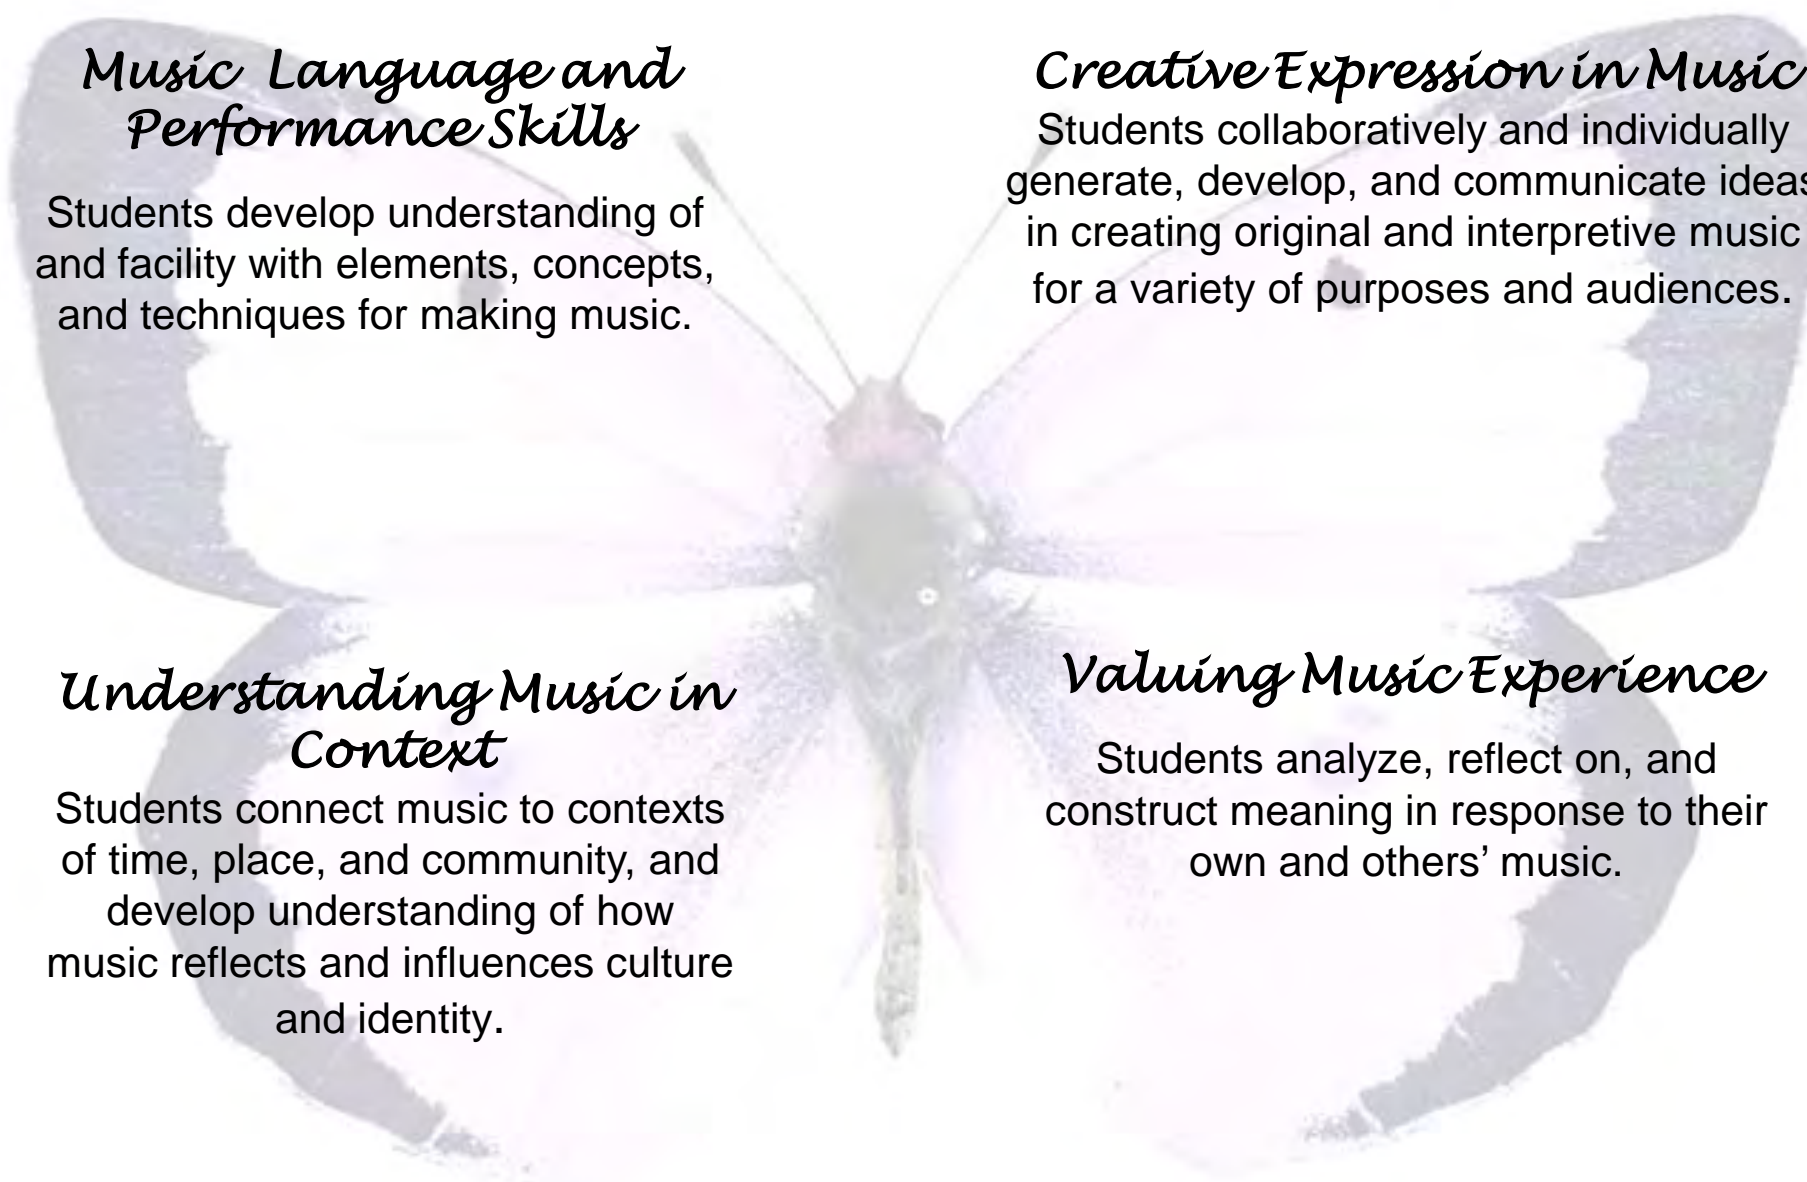 Music Language and
Performance Skills
Students develop understanding of
and facility with elements, concepts,
and techniques for making music.
Creative Expression in Music
Students collaboratively and individually
generate, develop, and communicate ideas
in creating original and interpretive music
for a variety of purposes and audiences.
Understanding Music in
Context
Students connect music to contexts
of time, place, and community, and
develop understanding of how
music reflects and influences culture
and identity.
Valuing Music Experience
Students analyze, reflect on, and
construct meaning in response to their
own and others’ music.